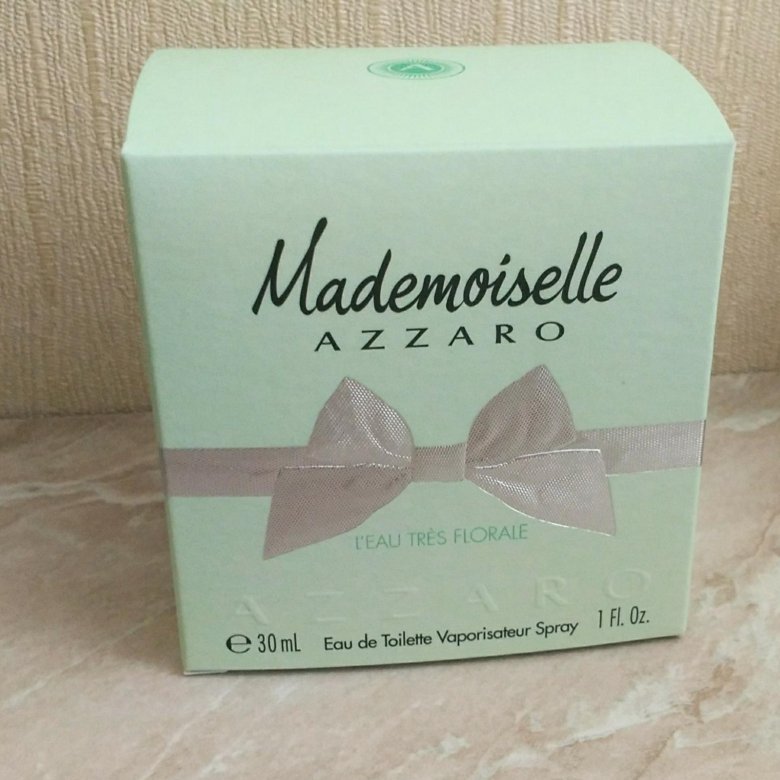 A
Mademoiselle
AZZARO
L'EAU TRÈS FLORALE
AZZARO
℮ 30 mL Eau de Toilette Vaporisateur Spray 1 Fl. Oz.